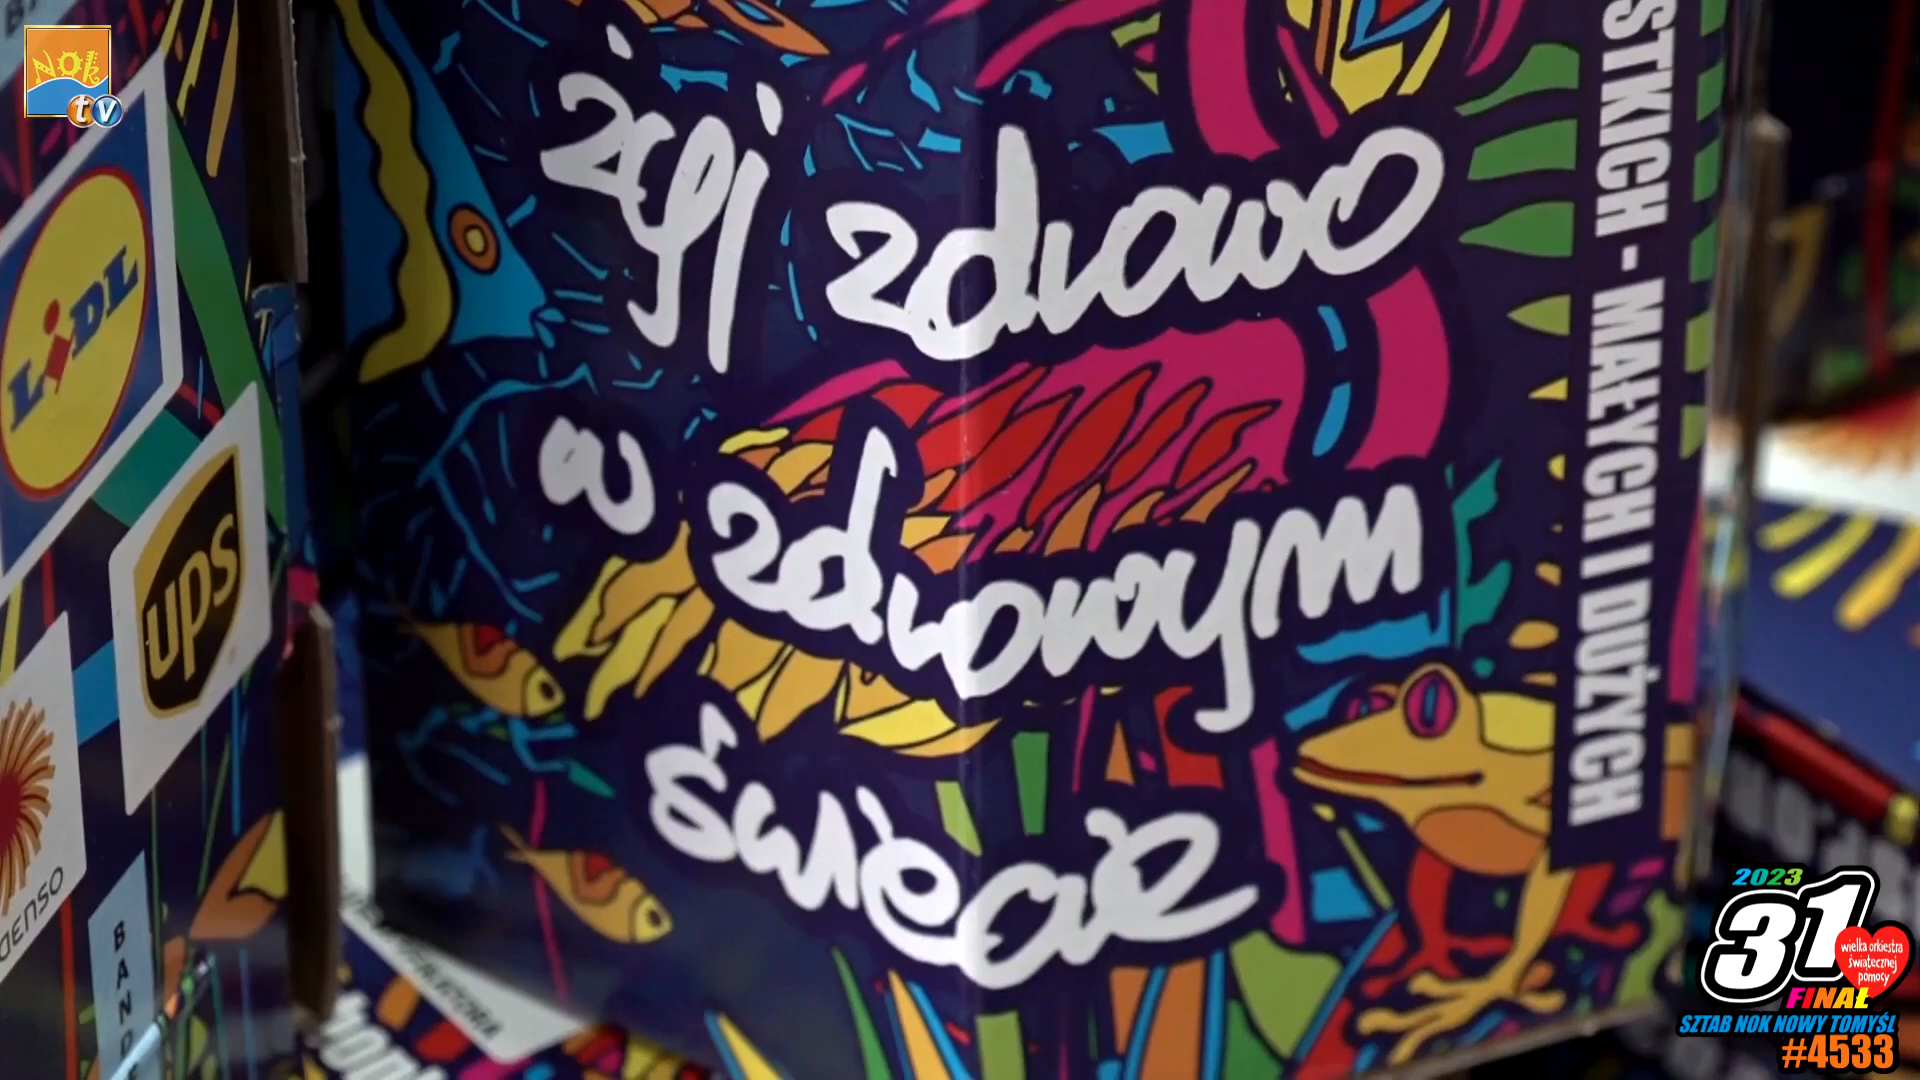 NOK
tv
LIDL
ups
DENSO
BAND
żyj zdrowo
w zdrowym
świecie
STKICH - MAŁYCH I DUŻYCH
2023
31
wielka orkiestra
świątecznej
pomocy
FINAŁ
SZTAB NOK NOWY TOMYŚL
#4533